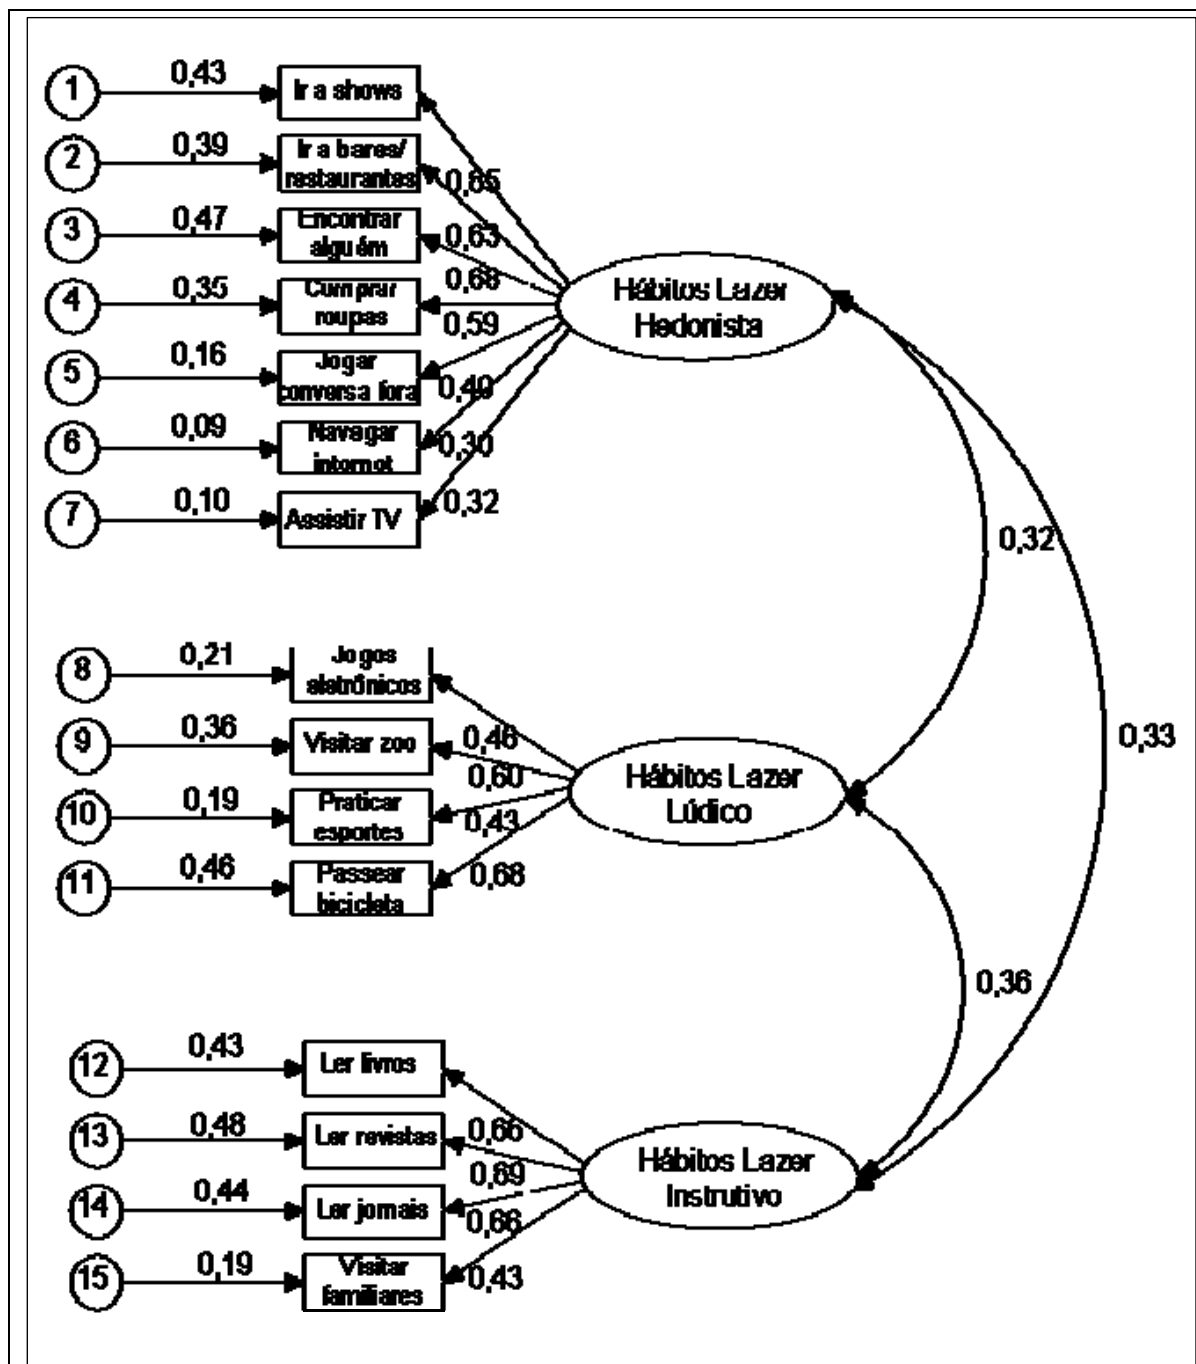 1
0,43
Ir a shows
2
0,39
Ir a bares/
restaurantes
0,65
3
0,47
Encontrar
alguém
0,63
4
0,35
Comprar
roupas
0,68
0,59
Hábitos Lazer
Hedonista
5
0,16
Jogar
conversa fora
0,40
6
0,09
Navegar
internet
0,30
7
0,10
Assistir TV
0,32
0,32
8
0,21
Jogos
eletrônicos
9
0,36
Visitar zoo
0,46
0,60
10
0,19
Praticar
esportes
0,43
11
0,46
Passear
bicicleta
0,68
Hábitos Lazer
Lúdico
0,33
0,36
12
0,43
Ler livros
13
0,48
Ler revistas
0,66
0,69
14
0,44
Ler jornais
0,66
15
0,19
Visitar
familiares
0,43
Hábitos Lazer
Instrutivo